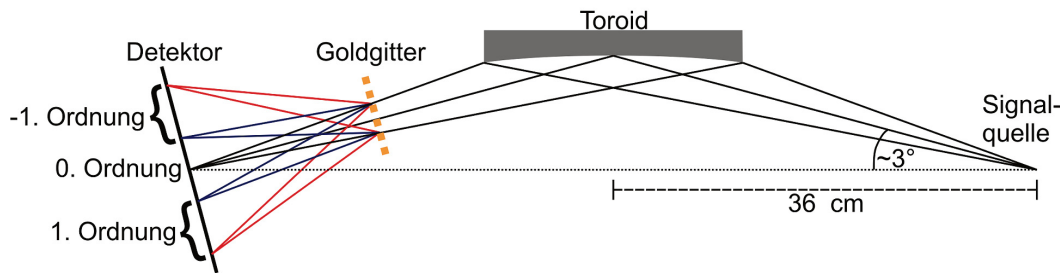 Toroid
Detektor
Goldgitter
-1. Ordnung
Signal-
quelle
0. Ordnung
~3°
36 cm
1. Ordnung